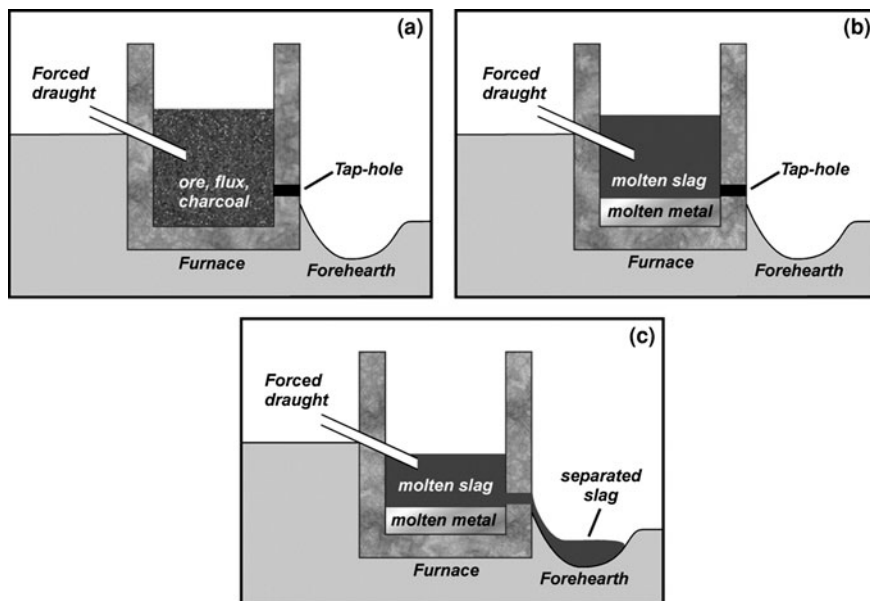 (a)
Forced
draught
ore, flux,
charcoal
Tap-hole
Furnace
Forehearth
(b)
Forced
draught
molten slag
molten metal
Tap-hole
Furnace
Forehearth
(c)
Forced
draught
molten slag
molten metal
separated
slag
Furnace
Forehearth